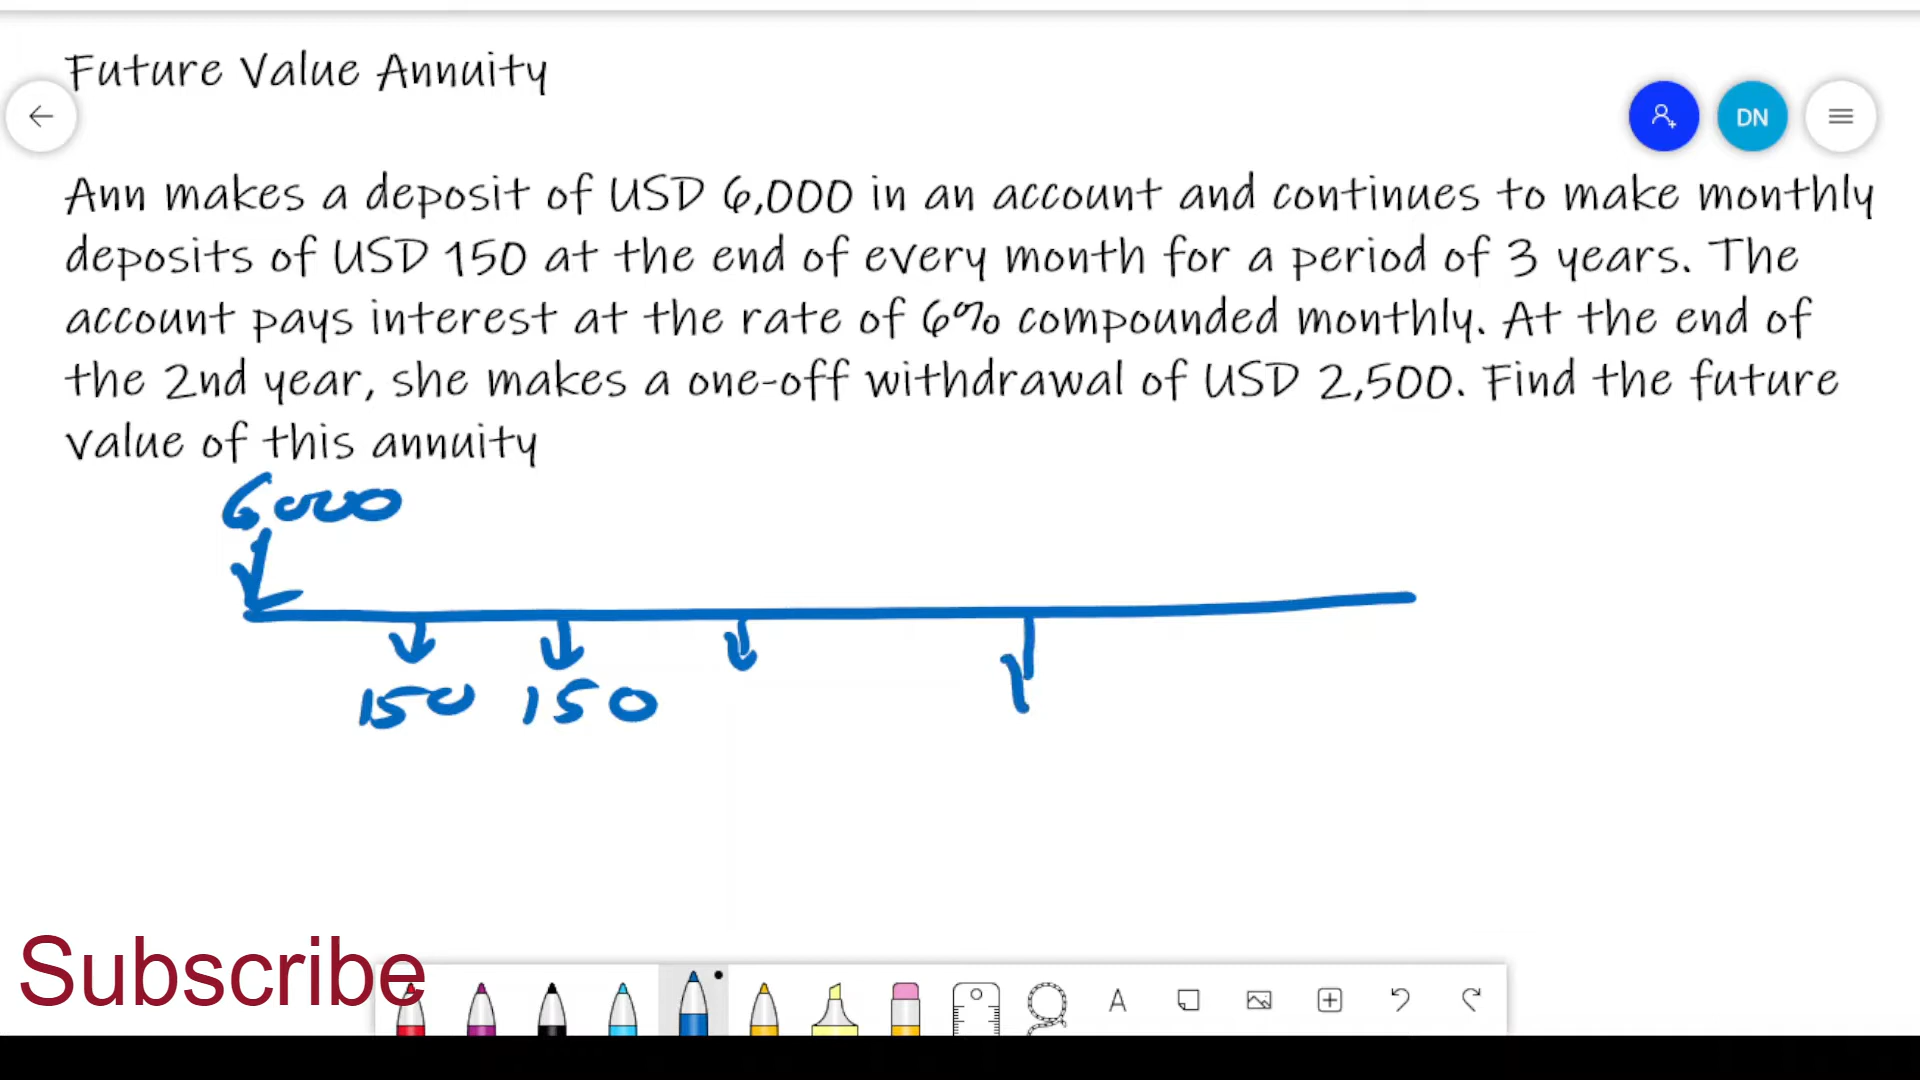 Future Value Annuity
DN
Ann makes a deposit of USD 6,000 in an account and continues to make monthly
deposits of USD 150 at the end of every month for a period of 3 years. The
account pays interest at the rate of 6% compounded monthly. At the end of
the 2nd year, she makes a one-off withdrawal of USD 2,500. Find the future
value of this annuity
6000
150 150
Subscribe
A